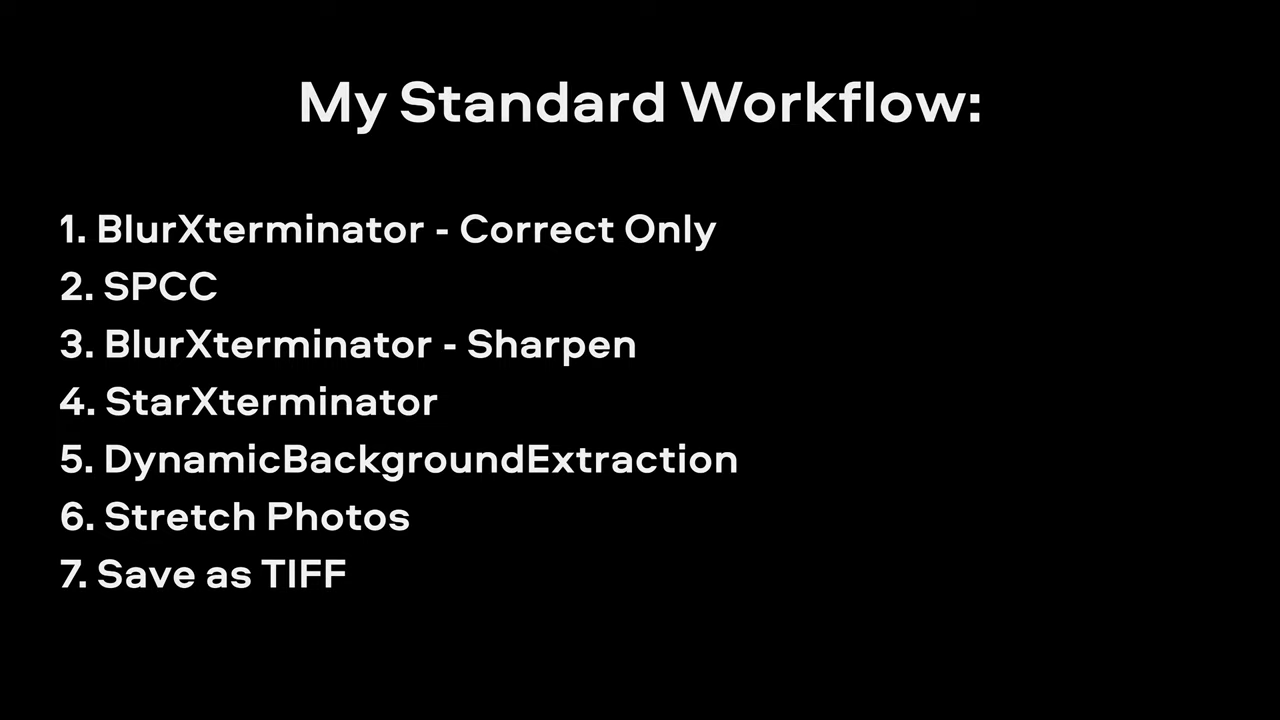 My Standard Workflow:
1. BlurXterminator - Correct Only
2. SPCC
3. BlurXterminator - Sharpen
4. StarXterminator
5. DynamicBackgroundExtraction
6. Stretch Photos
7. Save as TIFF